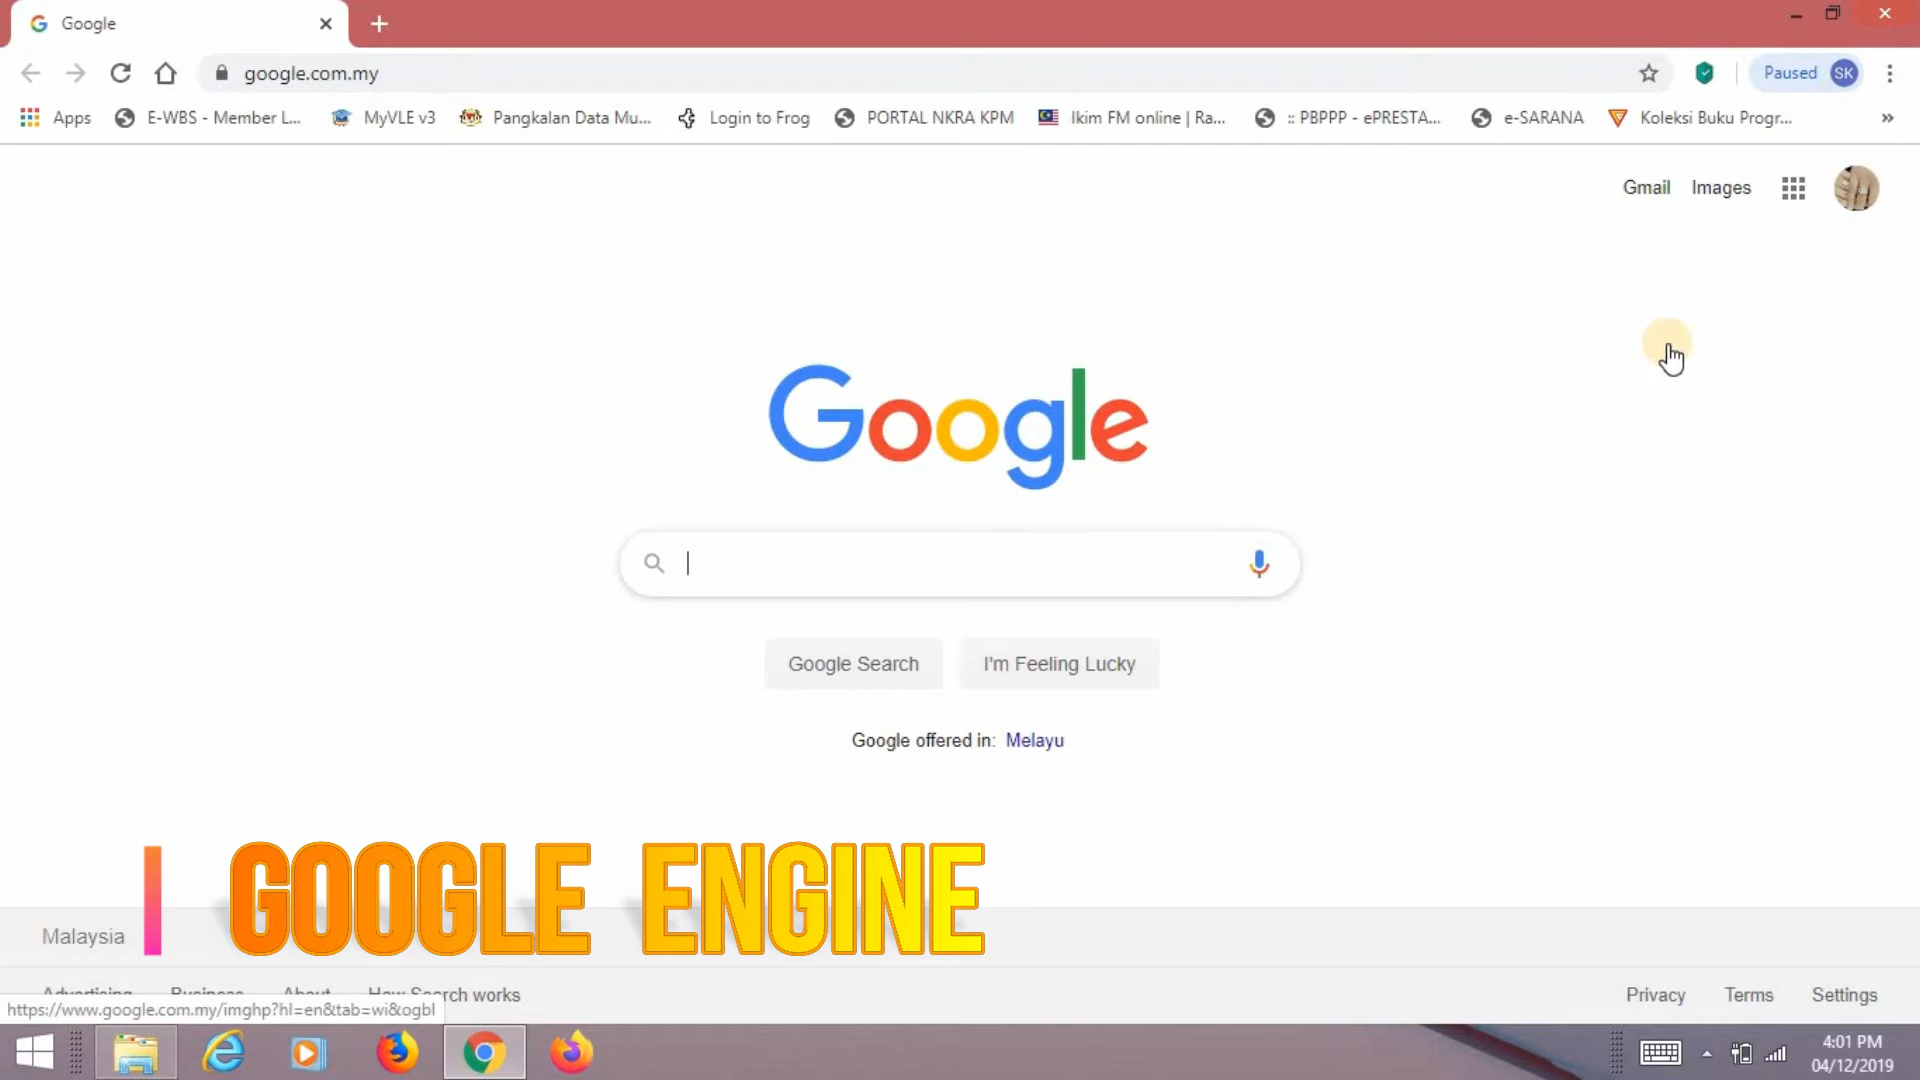 Google
google.com.my
Paused SK
Apps E-WBS - Member L... MyVLE v3 Pangkalan Data Mu... Login to Frog PORTAL NKRA KPM Ikim FM online | Ra... :: PBPPP - ePRESTA... e-SARANA Koleksi Buku Progr... »
Gmail Images
Google
Google Search I'm Feeling Lucky
Google offered in: Melayu
GOOGLE ENGINE
Malaysia
Advertising Business About How Search works Privacy Terms Settings
https://www.google.com.my/imghp?hl=en&tab=wi&ogbl
4:01 PM
04/12/2019